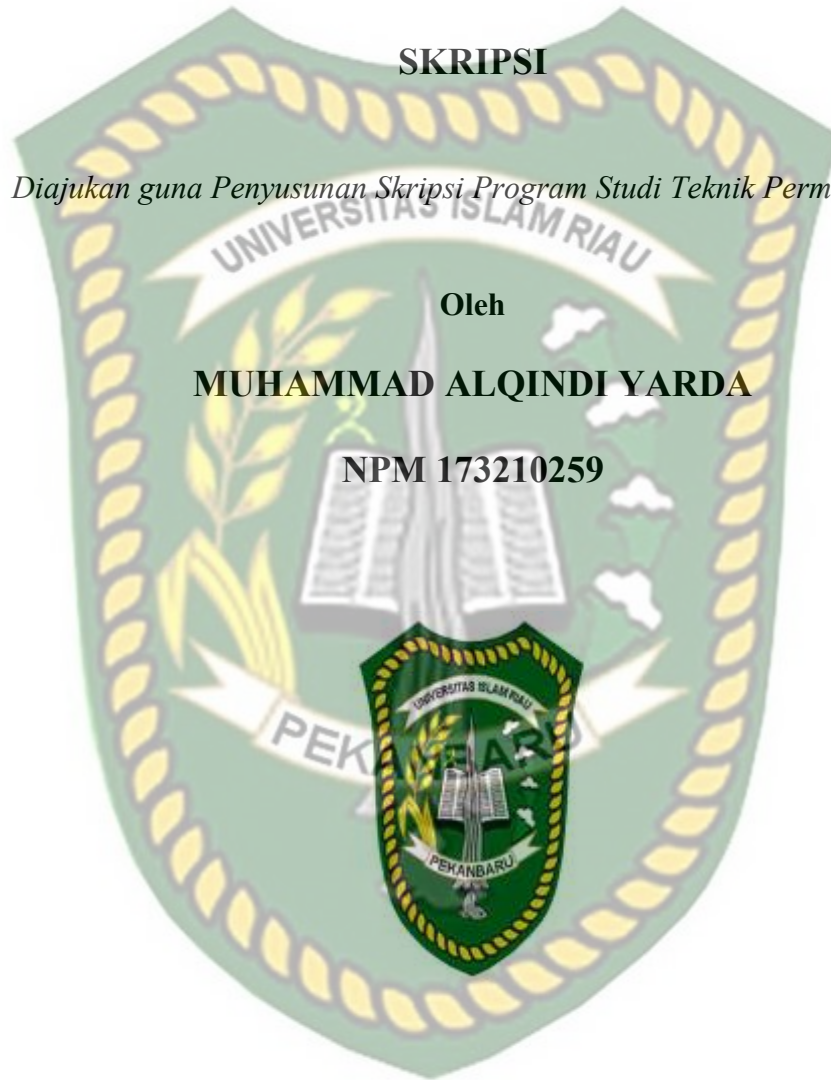 SKRIPSI
Diajukan guna Penyusunan Skripsi Program Studi Teknik Perm
UNIVERSITAS ISLAM RIAU
Oleh
MUHAMMAD ALQINDI YARDA
NPM 173210259
UNIVERSITAS ISLAM RIAU
PEKANBARU
PEKANBARU